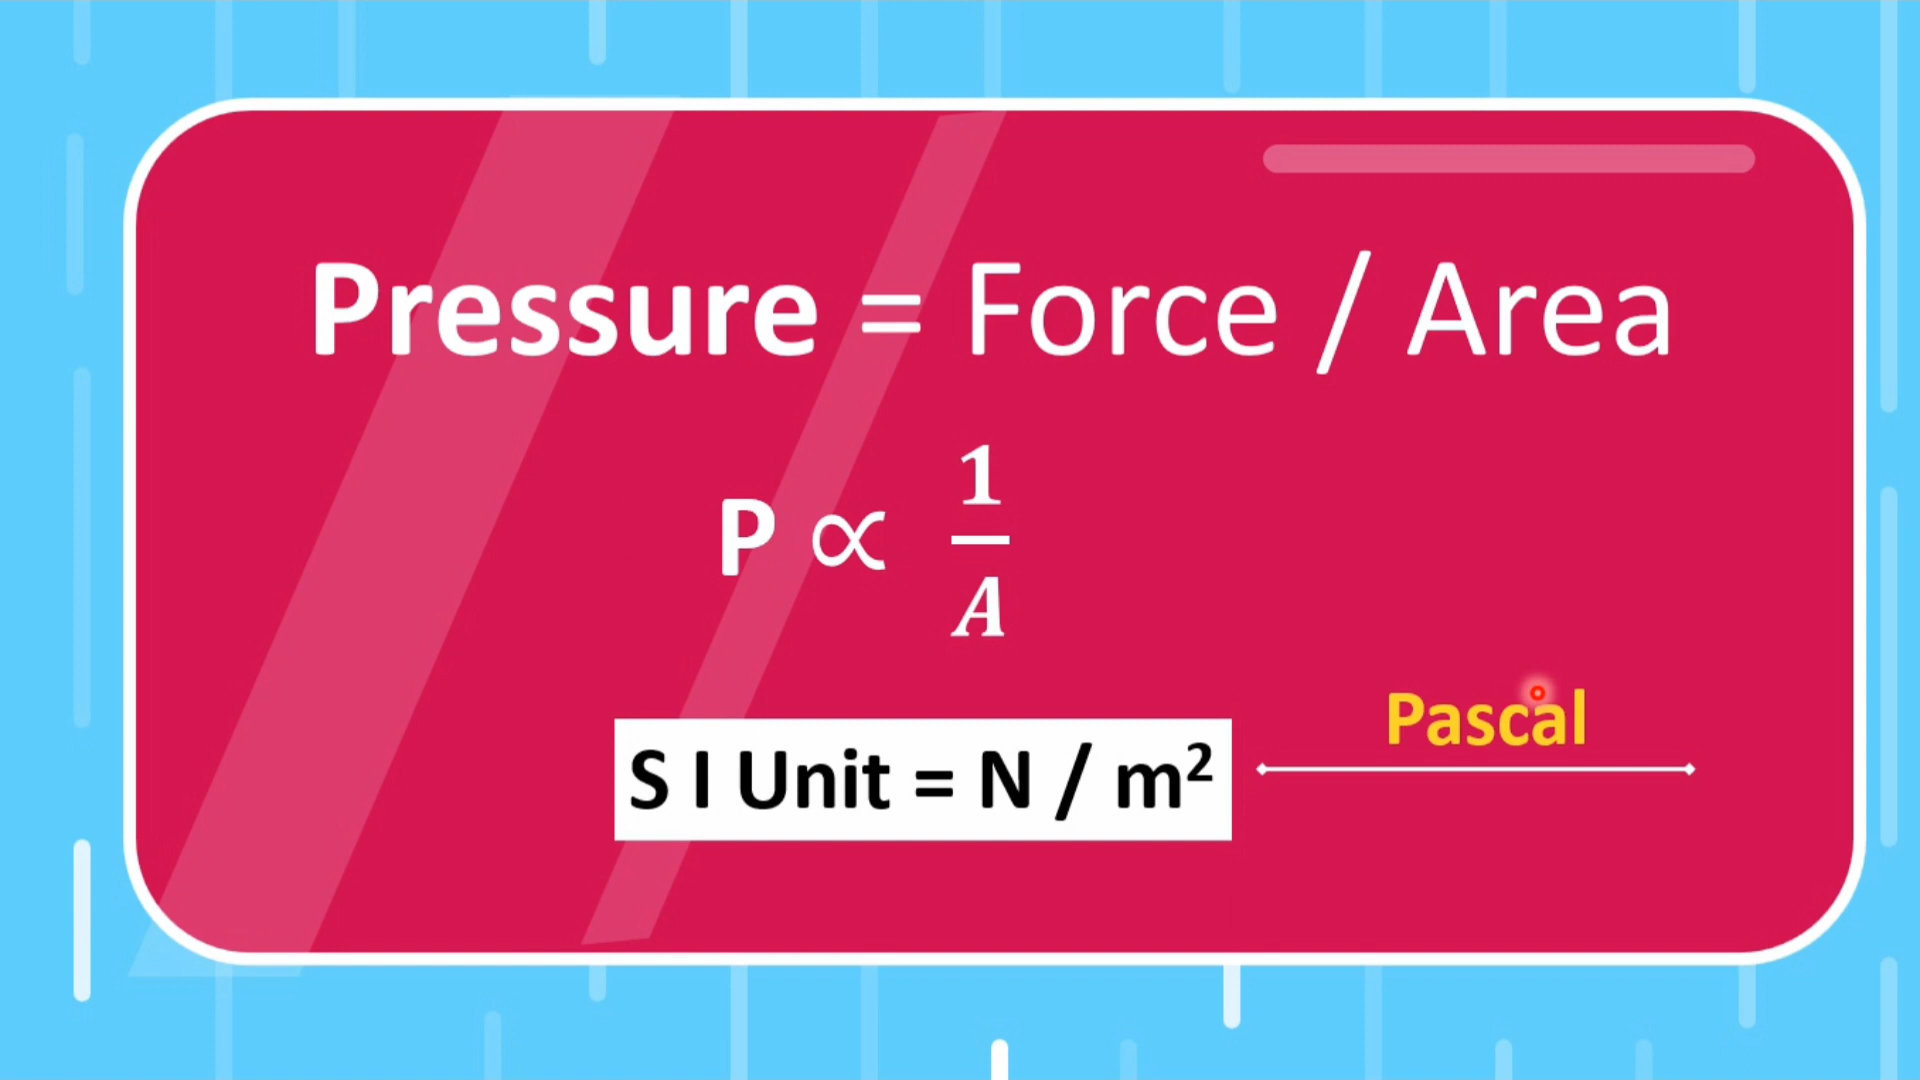 Pressure = Force / Area
P ∝ 1/A
Pascal
S I Unit = N / m²